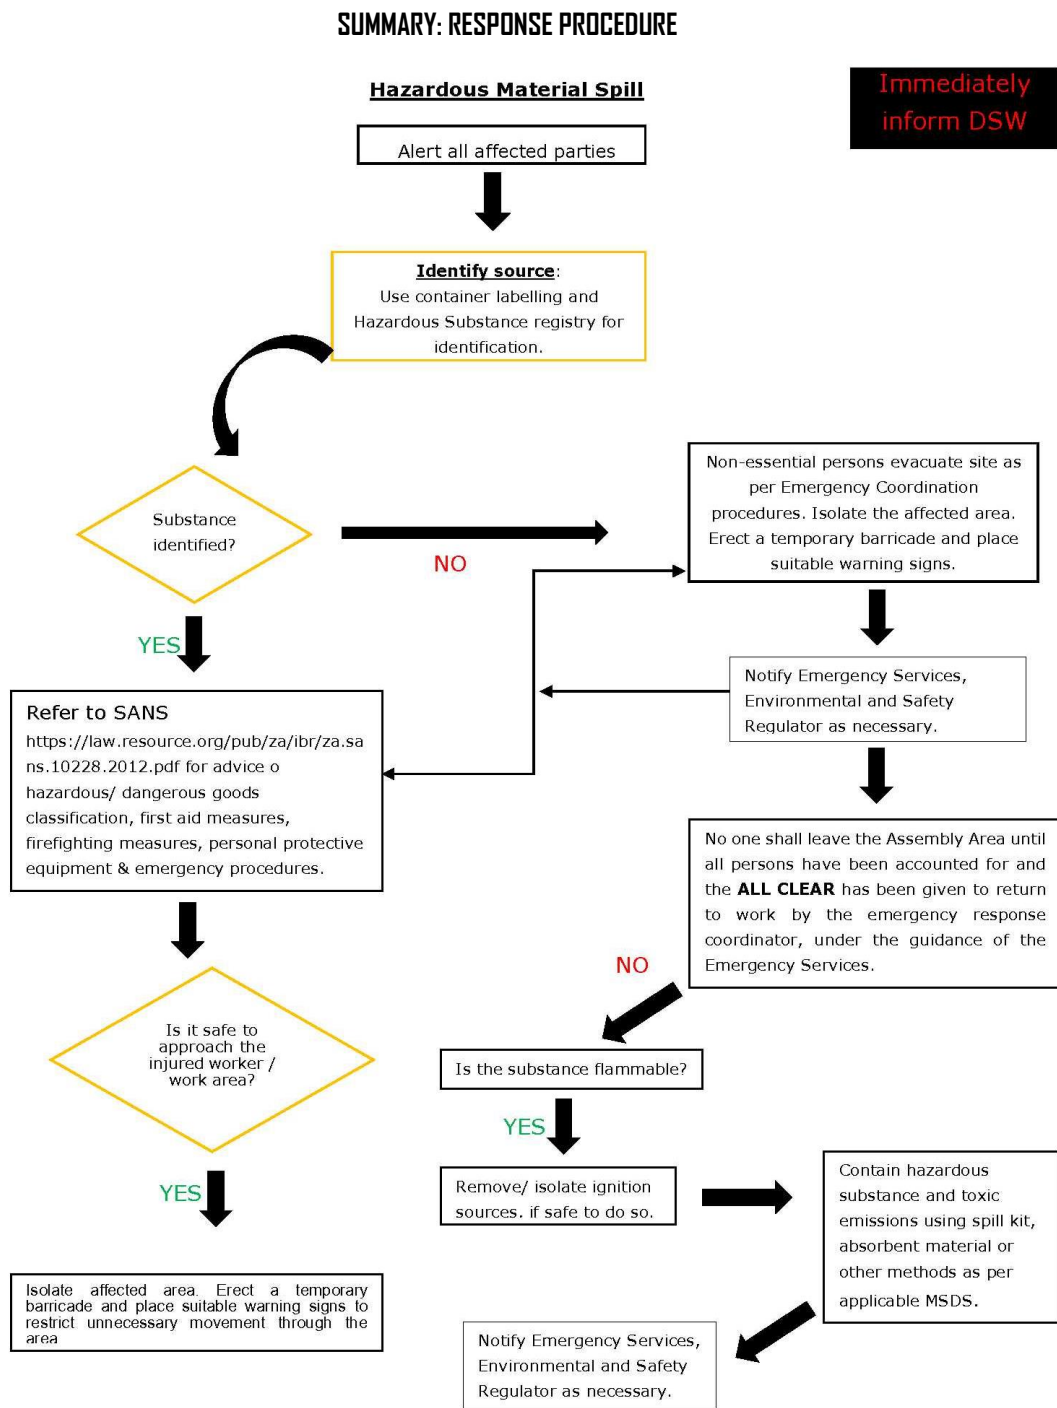 SUMMARY: RESPONSE PROCEDURE
Hazardous Material Spill
Immediately
inform DSW
Alert all affected parties
Identify source:
Use container labelling and
Hazardous Substance registry for
identification.
Substance
identified?
NO
Non-essential persons evacuate site as
per Emergency Coordination
procedures. Isolate the affected area.
Erect a temporary barricade and place
suitable warning signs.
YES
Notify Emergency Services,
Environmental and Safety
Regulator as necessary.
Refer to SANS
https://law.resource.org/pub/za/ibr/za.sa
ns.10228.2012.pdf for advice o
hazardous/ dangerous goods
classification, first aid measures,
firefighting measures, personal protective
equipment & emergency procedures.
No one shall leave the Assembly Area until
all persons have been accounted for and
the ALL CLEAR has been given to return
to work by the emergency response
coordinator, under the guidance of the
Emergency Services.
NO
Is it safe to
approach the
injured worker /
work area?
Is the substance flammable?
YES
YES
Remove/ isolate ignition
sources. if safe to do so.
Contain hazardous
substance and toxic
emissions using spill kit,
absorbent material or
other methods as per
applicable MSDS.
Isolate affected area. Erect a temporary
barricade and place suitable warning signs to
restrict unnecessary movement through the
area
Notify Emergency Services,
Environmental and Safety
Regulator as necessary.